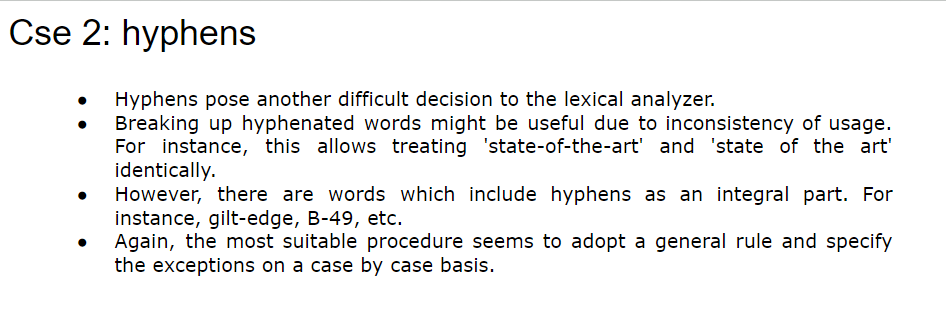 Cse 2: hyphens
● Hyphens pose another difficult decision to the lexical analyzer.
● Breaking up hyphenated words might be useful due to inconsistency of usage.
For instance, this allows treating 'state-of-the-art' and 'state of the art'
identically.
● However, there are words which include hyphens as an integral part. For
instance, gilt-edge, B-49, etc.
● Again, the most suitable procedure seems to adopt a general rule and specify
the exceptions on a case by case basis.